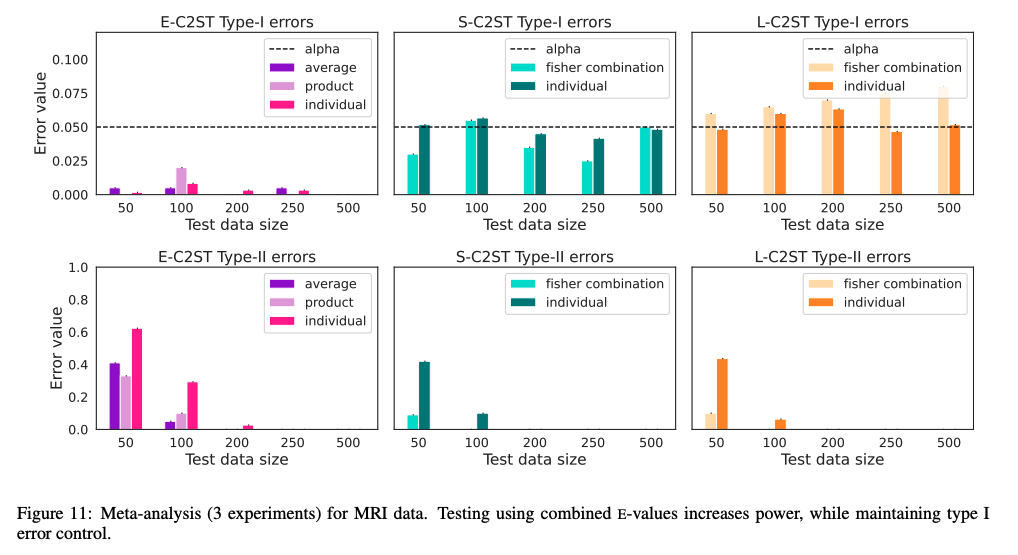 E-C2ST Type-I errors
S-C2ST Type-I errors
L-C2ST Type-I errors
Error value
0.100
0.075
0.050
0.025
0.000
alpha
average
product
individual
alpha
fisher combination
individual
alpha
fisher combination
individual
50 100 200 250 500
50 100 200 250 500
50 100 200 250 500
Test data size
Test data size
Test data size
E-C2ST Type-II errors
S-C2ST Type-II errors
L-C2ST Type-II errors
Error value
1.0
0.8
0.6
0.4
0.2
0.0
average
product
individual
fisher combination
individual
fisher combination
individual
50 100 200 250 500
50 100 200 250 500
50 100 200 250 500
Test data size
Test data size
Test data size
Figure 11: Meta-analysis (3 experiments) for MRI data. Testing using combined E-values increases power, while maintaining type I
error control.